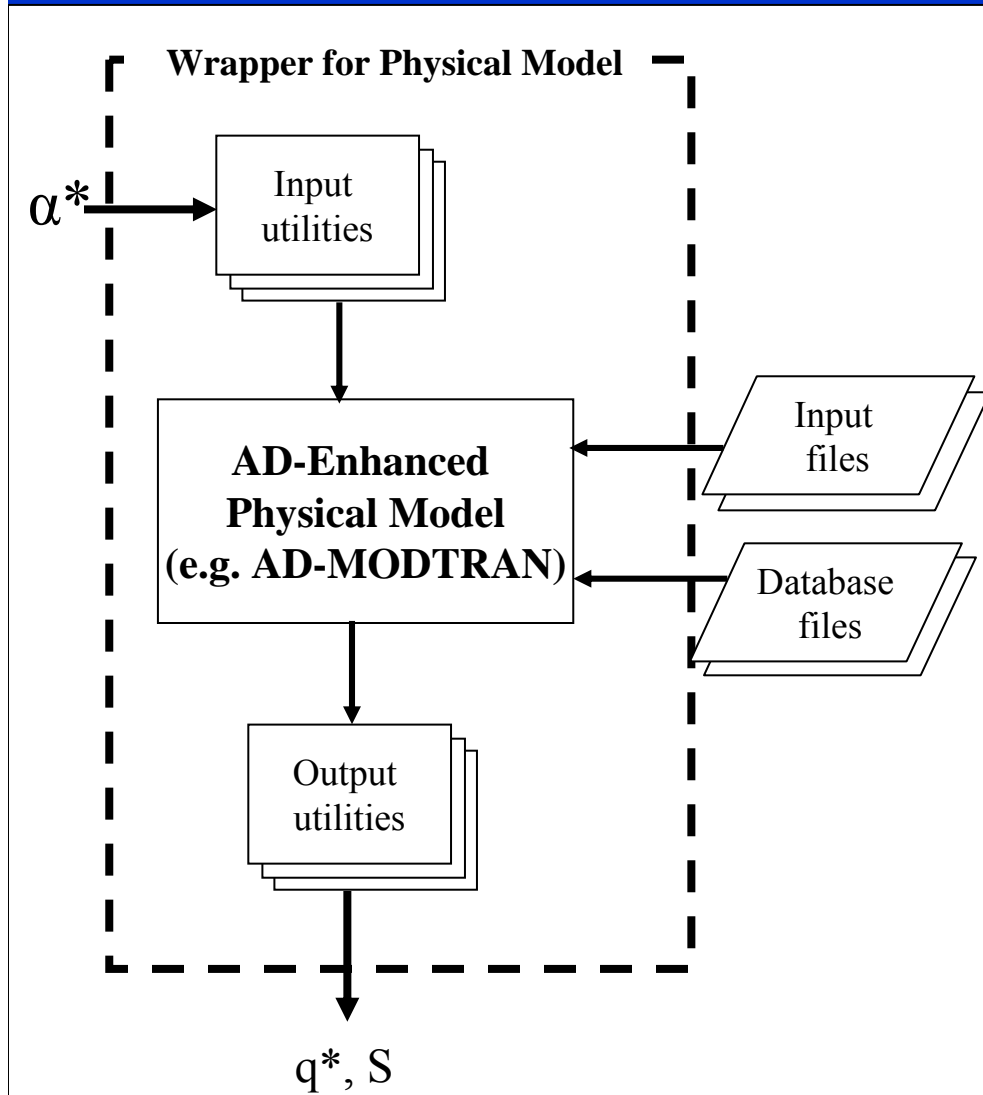 Wrapper for Physical Model
Input
utilities
α*
AD-Enhanced
Physical Model
(e.g. AD-MODTRAN)
Input
files
Database
files
Output
utilities
q*, S